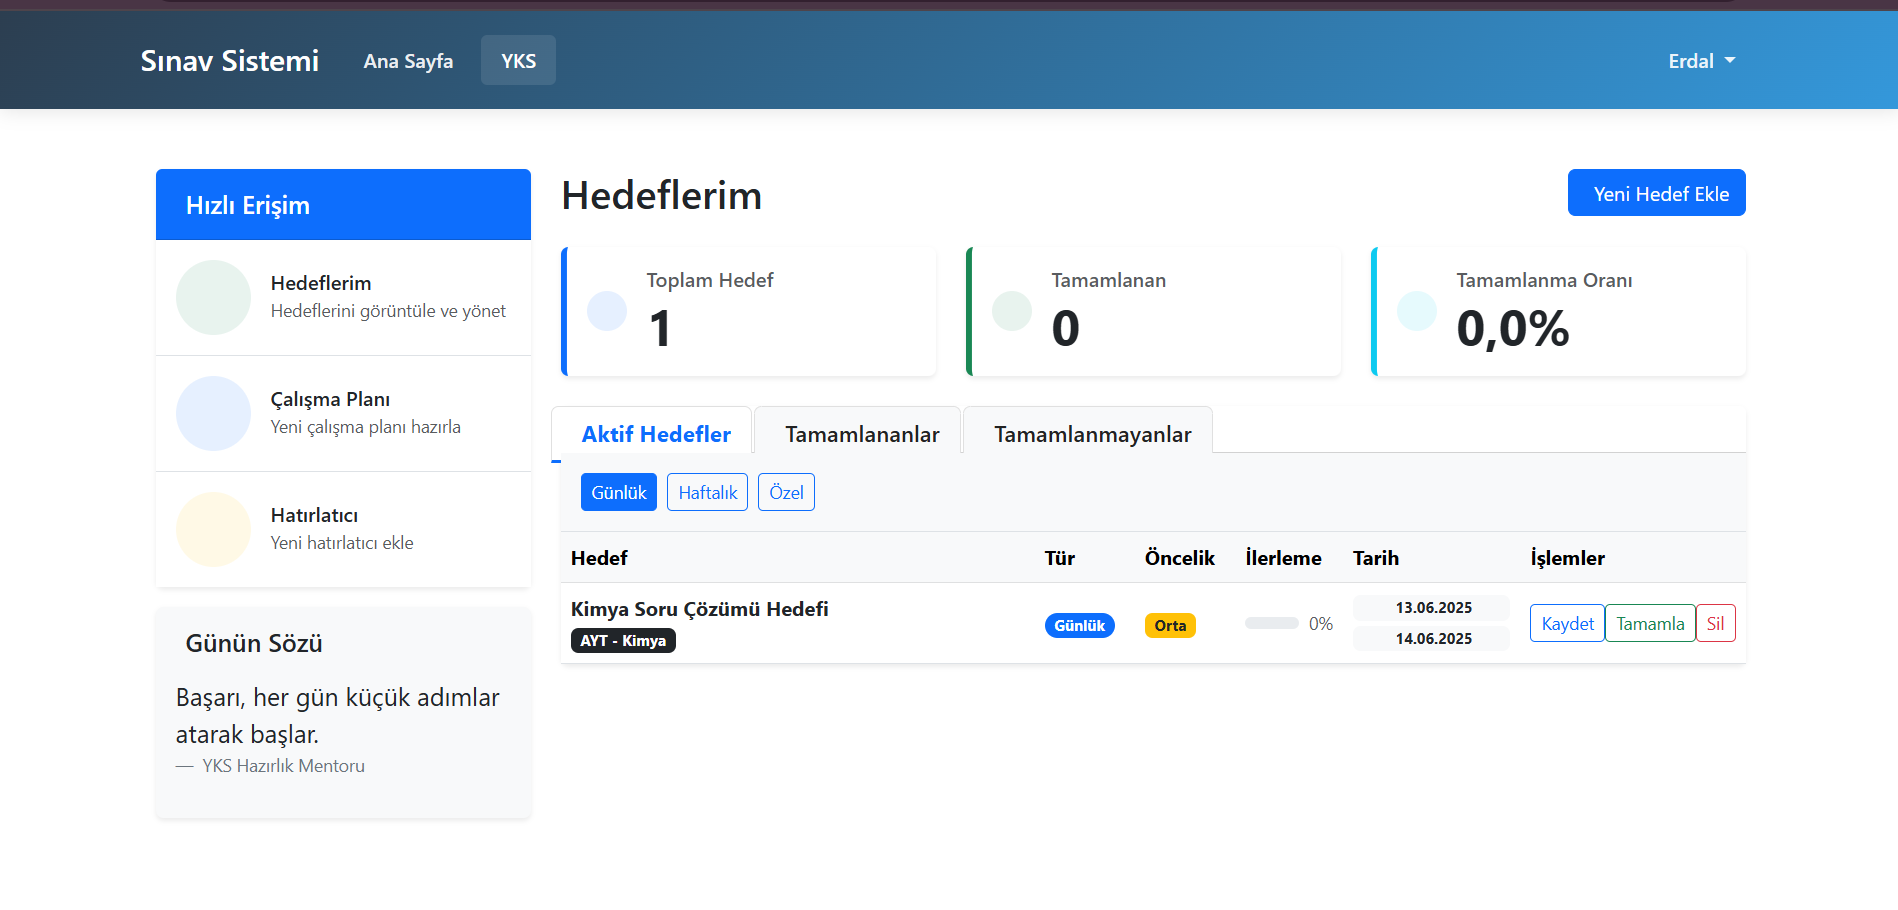 Sınav Sistemi Ana Sayfa YKS Erdal
Hızlı Erişim
Hedeflerim
Hedeflerini görüntüle ve yönet
Çalışma Planı
Yeni çalışma planı hazırla
Hatırlatıcı
Yeni hatırlatıcı ekle
Günün Sözü
Başarı, her gün küçük adımlar
atarak başlar.
— YKS Hazırlık Mentoru
Hedeflerim Yeni Hedef Ekle
Toplam Hedef
1
Tamamlanan
0
Tamamlanma Oranı
0,0%
Aktif Hedefler Tamamlananlar Tamamlanmayanlar
Günlük Haftalık Özel
Hedef Tür Öncelik İlerleme Tarih İşlemler
Kimya Soru Çözümü Hedefi
AYT - Kimya
Günlük Orta 0%
13.06.2025
14.06.2025
Kaydet Tamamla Sil